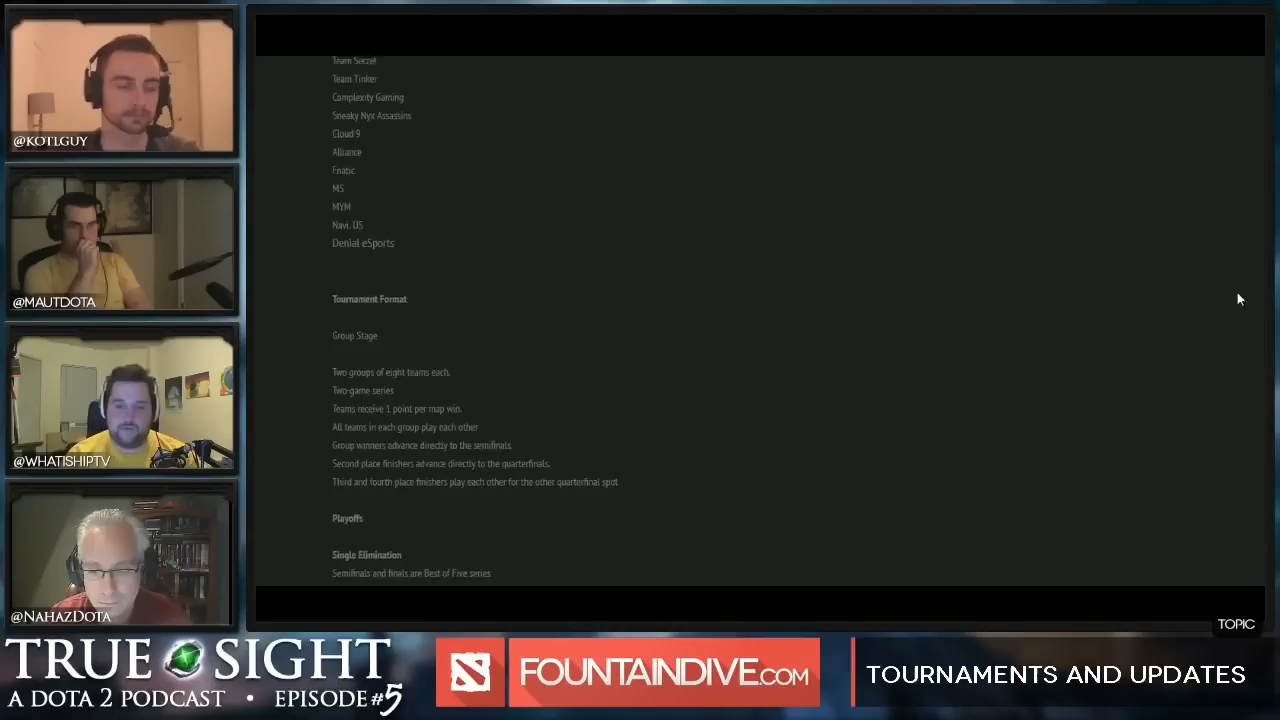 @KOTLGUY
@MAUTDOTA
@WHATISHIPTV
@NAHAZDOTA
Team Secret
Team Tinker
Complexity Gaming
Sneaky Nyx Assassins
Cloud 9
Alliance
Fnatic
M5
MYM
Navi. US
Denial eSports
Tournament Format
Group Stage
Two groups of eight teams each.
Two-game series
Teams receive 1 point per map win.
All teams in each group play each other
Group winners advance directly to the semifinals.
Second place finishers advance directly to the quarterfinals.
Third and fourth place finishers play each other for the other quarterfinal spot
Playoffs
Single Elimination
Semifinals and finals are Best of Five series
TOPIC
TRUE SIGHT
A DOTA 2 PODCAST • EPISODE #5
FOUNTAINDIVE.COM
TOURNAMENTS AND UPDATES